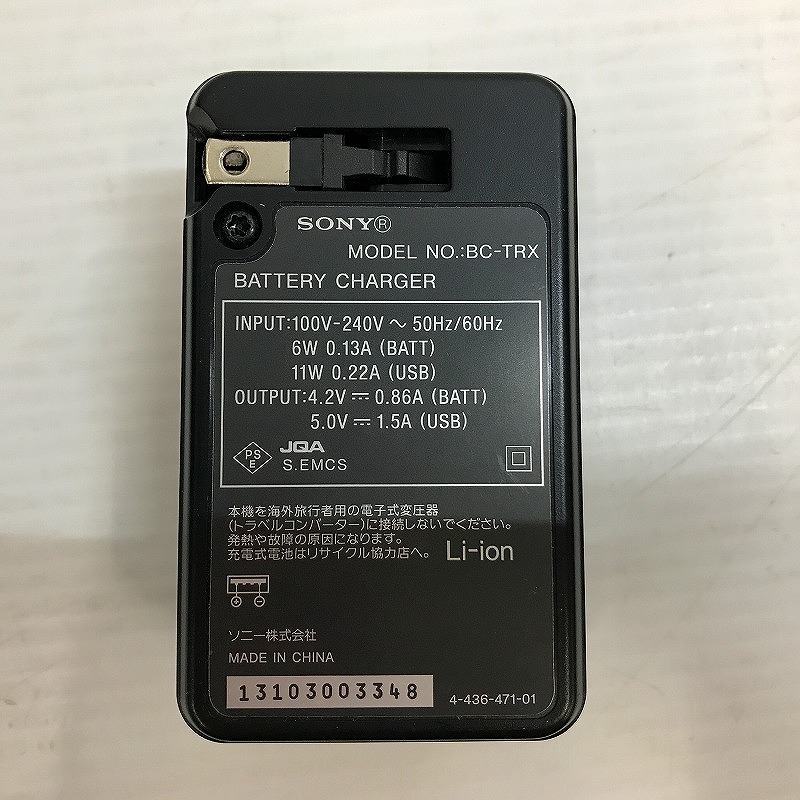 SONY®
MODEL NO.:BC-TRX
BATTERY CHARGER
INPUT:100V-240V ~ 50Hz/60Hz
6W 0.13A (BATT)
11W 0.22A (USB)
OUTPUT:4.2V ⎓ 0.86A (BATT)
5.0V ⎓ 1.5A (USB)
PS
E
JQA
S.EMCS
本機を海外旅行者用の電子式変圧器
(トラベルコンバーター)に接続しないでください。
発熱や故障の原因になります。
充電式電池はリサイクル協力店へ。 Li-ion
⊕ ⊖
ソニー株式会社
MADE IN CHINA
13103003348
4-436-471-01